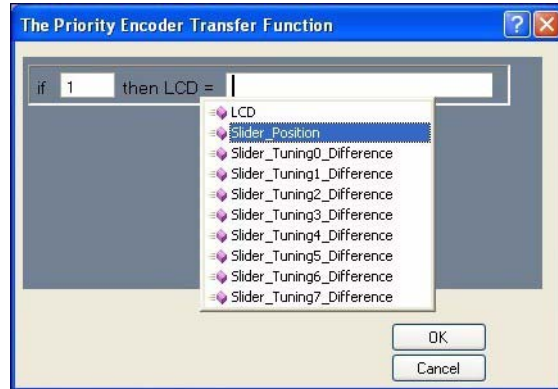 The Priority Encoder Transfer Function
if 1 then LCD =
LCD
Slider_Position
Slider_Tuning0_Difference
Slider_Tuning1_Difference
Slider_Tuning2_Difference
Slider_Tuning3_Difference
Slider_Tuning4_Difference
Slider_Tuning5_Difference
Slider_Tuning6_Difference
Slider_Tuning7_Difference
OK
Cancel